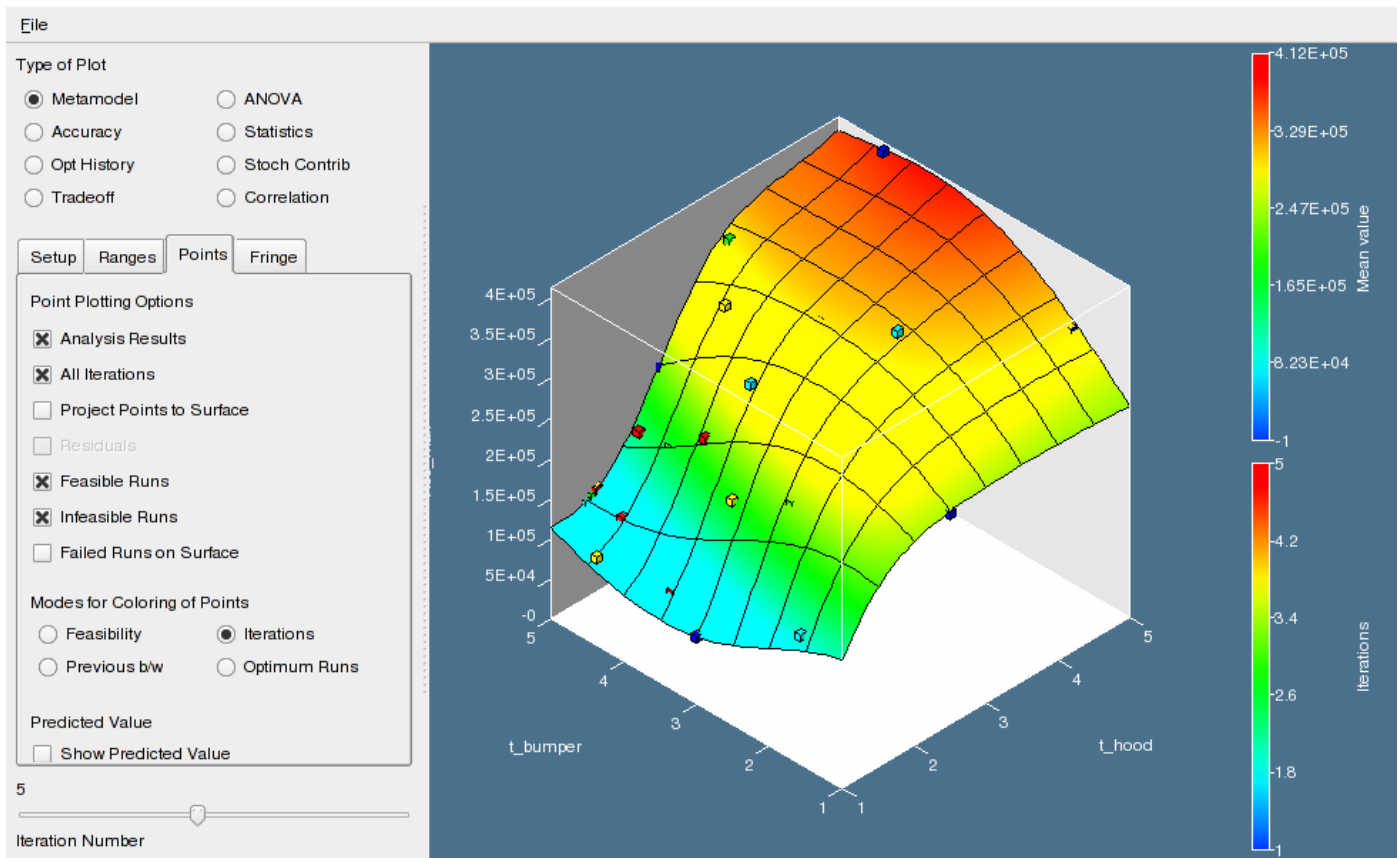 File
Type of Plot
Metamodel
ANOVA
Accuracy
Statistics
Opt History
Stoch Contrib
Tradeoff
Correlation
Setup
Ranges
Points
Fringe
Point Plotting Options
Analysis Results
All Iterations
Project Points to Surface
Residuals
Feasible Runs
Infeasible Runs
Failed Runs on Surface
Modes for Coloring of Points
Feasibility
Iterations
Previous b/w
Optimum Runs
Predicted Value
Show Predicted Value
5
Iteration Number
4E+05
3.5E+05
3E+05
2.5E+05
2E+05
1.5E+05
1E+05
5E+04
-0
5
4
3
2
1
t_bumper
1
2
3
4
5
t_hood
4.12E+05
3.29E+05
2.47E+05
1.65E+05
8.23E+04
-1
Mean value
5
4.2
3.4
2.6
1.8
1
Iterations